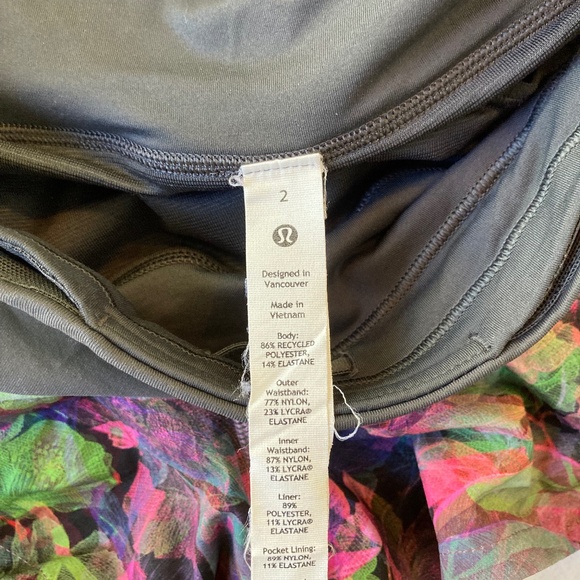 2
Designed in
Vancouver
Made in
Vietnam
Body:
86% RECYCLED
POLYESTER,
14% ELASTANE
Outer
Waistband:
77% NYLON,
23% LYCRA®
ELASTANE
Inner
Waistband:
87% NYLON,
13% LYCRA®
ELASTANE
Liner:
89%
POLYESTER,
11% LYCRA®
ELASTANE
Pocket Lining:
89% NYLON,
11% ELASTANE